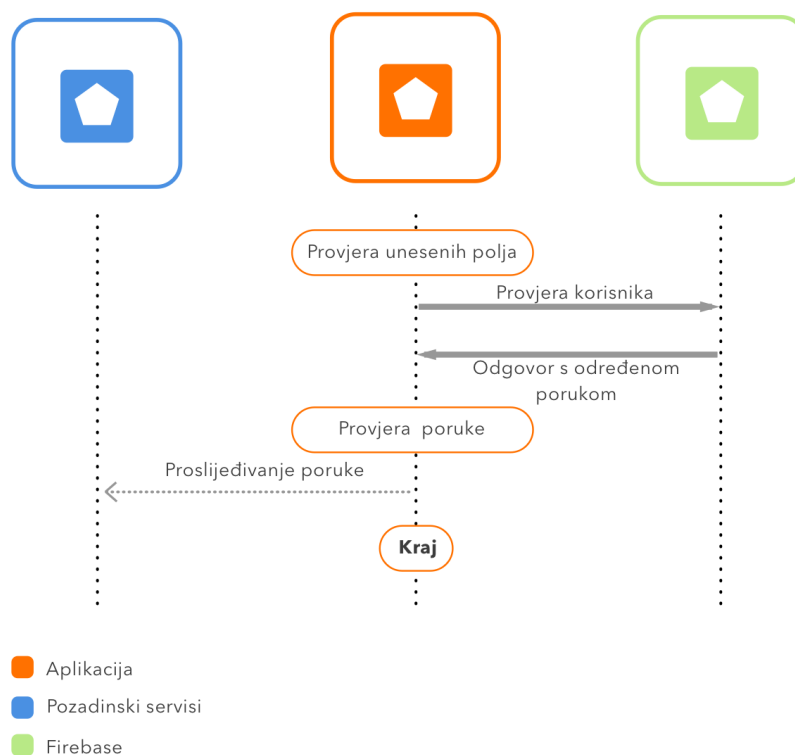 Provjera unesenih polja
Provjera korisnika
Odgovor s određenom
porukom
Provjera poruke
Proslijeđivanje poruke
Kraj
Aplikacija
Pozadinski servisi
Firebase